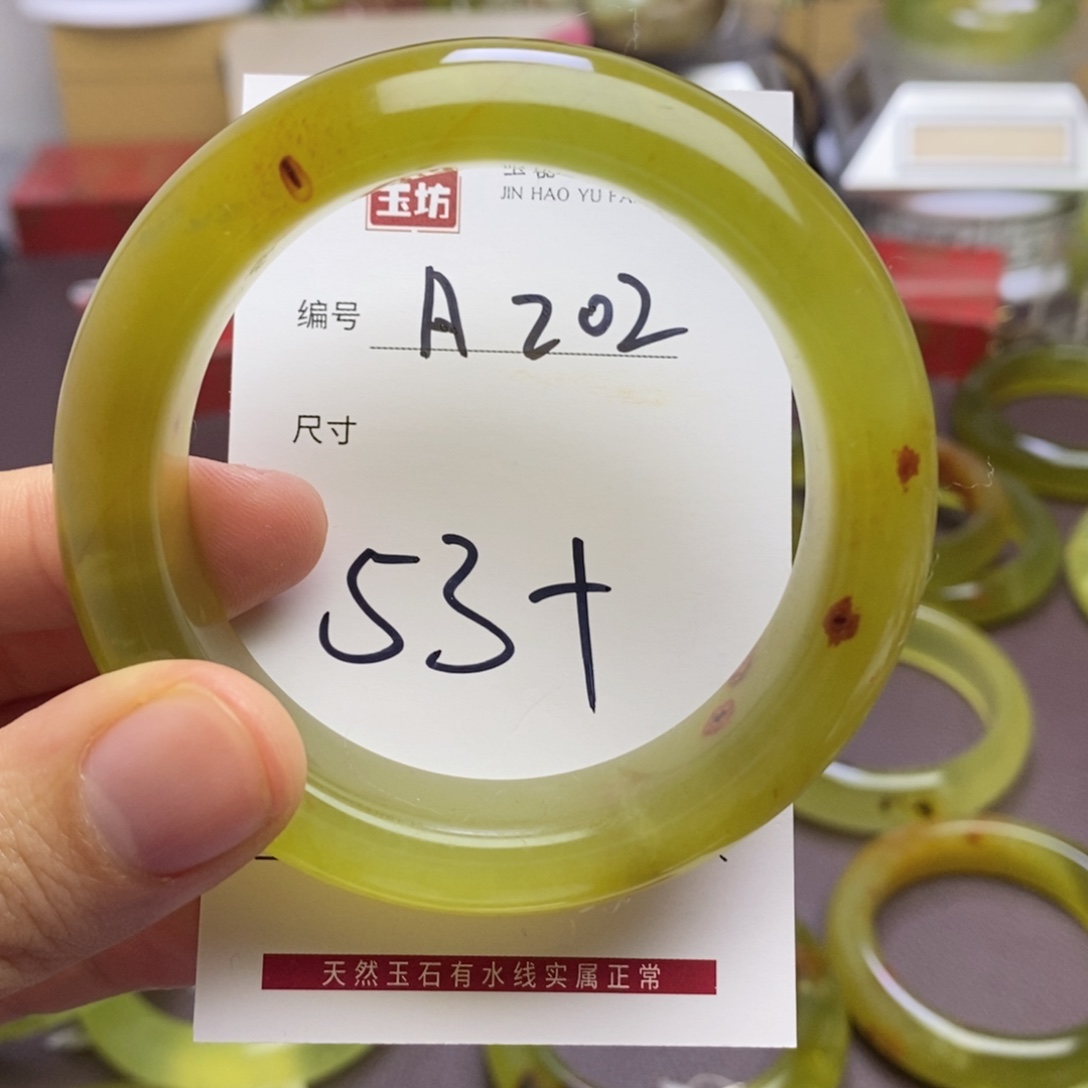 玉坊
JIN HAO YU FA
编号 A202
尺寸
53+
天然玉石有水线实属正常